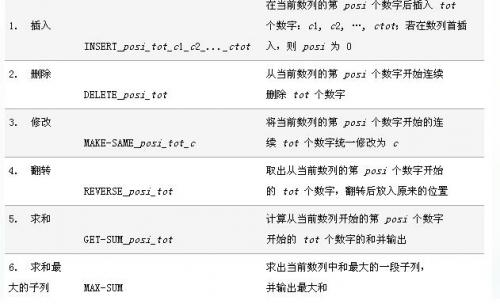 在当前数列的第 posi 个数字后插入 tot
1. 插入 个数字：c1, c2, …, ctot；若在数列首插
INSERT_posi_tot_c1_c2_..._ctot 入，则 posi 为 0
2. 删除 从当前数列的第 posi 个数字开始连续
DELETE_posi_tot 删除 tot 个数字
3. 修改 将当前数列的第 posi 个数字开始的连
MAKE-SAME_posi_tot_c 续 tot 个数字统一修改为 c
4. 翻转 取出从当前数列的第 posi 个数字开始
REVERSE_posi_tot 的 tot 个数字，翻转后放入原来的位置
5. 求和 计算从当前数列开始的第 posi 个数字
GET-SUM_posi_tot 开始的 tot 个数字的和并输出
6. 求和最 求出当前数列中和最大的一段子列，
大的子列 MAX-SUM 并输出最大和